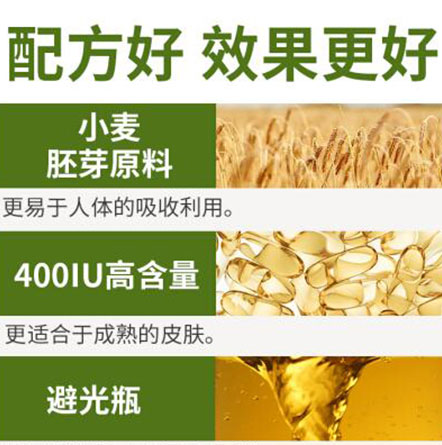 配方好 效果更好
小麦
胚芽原料
更易于人体的吸收利用。
400IU高含量
更适合于成熟的皮肤。
避光瓶